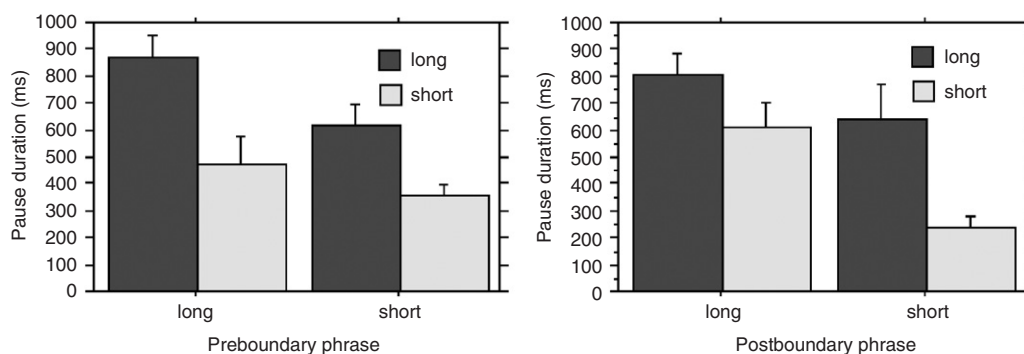 1000
900
800
700
600
500
400
300
200
100
0
Pause duration (ms)
long
short
long
short
Preboundary phrase
1000
900
800
700
600
500
400
300
200
100
0
Pause duration (ms)
long
short
long
short
Postboundary phrase